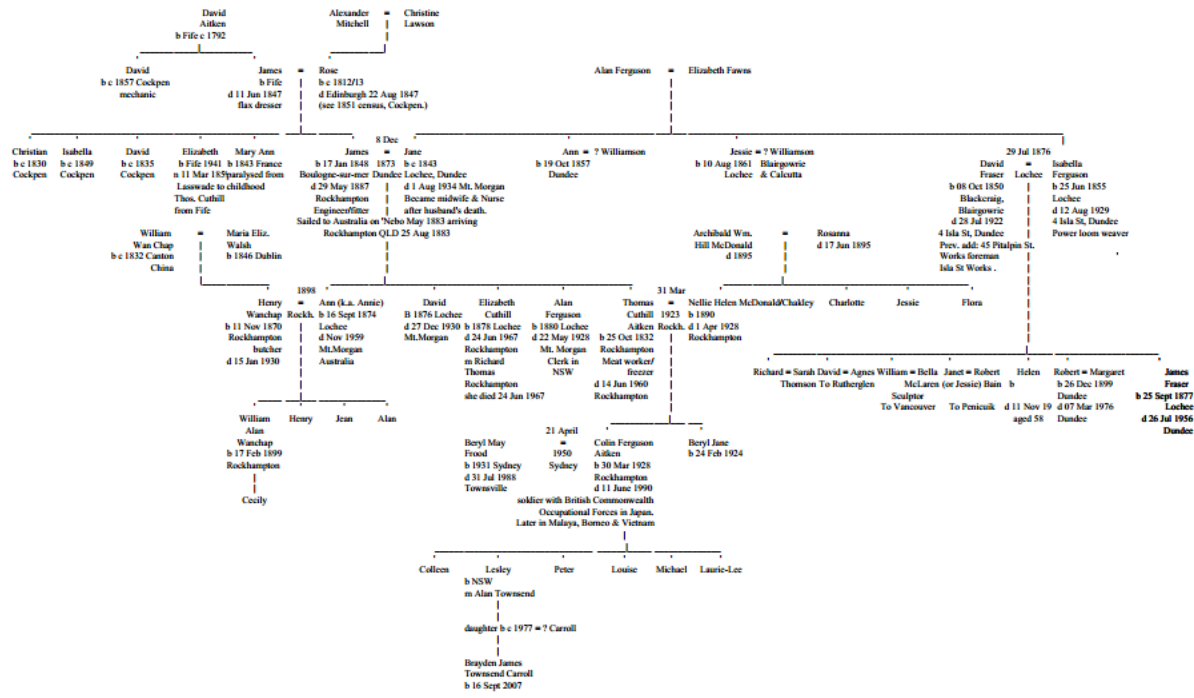 David
Aitken
b Fife c 1792
Alexander = Christine
Mitchell Lawson
David
b c 1857 Cockpen
mechanic
James = Rose
b Fife b c 1812/13
d 11 Jun 1847 d Edinburgh 22 Aug 1847
flax dresser (see 1851 census, Cockpen.)
Alan Ferguson = Elizabeth Fawns
Christian
b c 1830
Cockpen
Isabella
b c 1849
Cockpen
David
b c 1835
Cockpen
Elizabeth
b Fife 1941
n 11 Mar
Lasswade to
Thos. Cuthill
from Fife
Mary Ann
b 1843 France
paralysed from
childhood
8 Dec
James = Jane
b 17 Jan 1848 1873 b c 1843
Boulogne-sur-mer Dundee Lochee, Dundee
d 29 May 1887 d 1 Aug 1934 Mt. Morgan
Rockhampton Became midwife & Nurse
Engineer/fitter after husband's death.
Sailed to Australia on 'Nebo May 1883 arriving
Rockhampton QLD 25 Aug 1883
Ann = ? Williamson
b 19 Oct 1857
Dundee
Jessie = ? Williamson
b 10 Aug 1861 Blairgowrie
Lochee & Calcutta
29 Jul 1876
David = Isabella
Fraser Lochee Ferguson
b 08 Oct 1850 b 25 Jun 1855
Blackcraig, Lochee
Blairgowrie d 12 Aug 1929
d 28 Jul 1922 4 Isla St, Dundee
4 Isla St, Dundee Power loom weaver
Prev. add: 45 Pitalpin St.
Works foreman
Isla St Works .
William = Maria Eliz.
Wan Chap Walsh
b c 1832 Canton b 1846 Dublin
China
Archibald Wm. = Rosanna
Hill McDonald d 17 Jun 1895
d 1895
1898
Henry = Ann (k.a. Annie)
Wanchap Rockh. b 16 Sept 1874
b 11 Nov 1870 Lochee
Rockhampton d Nov 1959
butcher Mt.Morgan
d 15 Jan 1930 Australia
David
B 1876 Lochee
d 27 Dec 1930
Mt.Morgan
Elizabeth
Cuthill
b 1878 Lochee
d 24 Jun 1967
Rockhampton
m Richard
Thomas
Rockhampton
she died 24 Jun 1967
Alan
Ferguson
b 1880 Lochee
d 22 May 1928
Mt. Morgan
Clerk in
NSW
31 Mar
Thomas = Nellie Helen McDonald/Chakley
Cuthill 1923 b 1890
Aitken Rockh. d 1 Apr 1928
b 25 Oct 1832 Rockhampton
Rockhampton
Meat worker/
freezer
d 14 Jun 1960
Rockhampton
Charlotte Jessie Flora
Richard = Sarah David = Agnes William = Bella Janet = Robert Helen Robert = Margaret
Thomson To Rutherglen McLaren (or Jessie) Bain b b 26 Dec 1899
Sculptor Dundee
To Vancouver To Penicuik d 11 Nov 19 d 07 Mar 1976
aged 58 Dundee
James
Fraser
b 25 Sept 1877
Lochee
d 26 Jul 1956
Dundee
William
Alan
Wanchap
b 17 Feb 1899
Rockhampton
Henry Jean Alan
Cecily
21 April
Beryl May = Colin Ferguson
Frood 1950 Aitken
b 1931 Sydney Sydney b 30 Mar 1928
d 31 Jul 1988 Rockhampton
Townsville d 11 June 1990
soldier with British Commonwealth
Occupational Forces in Japan.
Later in Malaya, Borneo & Vietnam
Beryl Jane
b 24 Feb 1924
Colleen Lesley Peter Louise Michael Laurie-Lee
b NSW
m Alan Townsend
daughter b c 1977 = ? Carroll
Brayden James
Townsend Carroll
b 16 Sept 2007